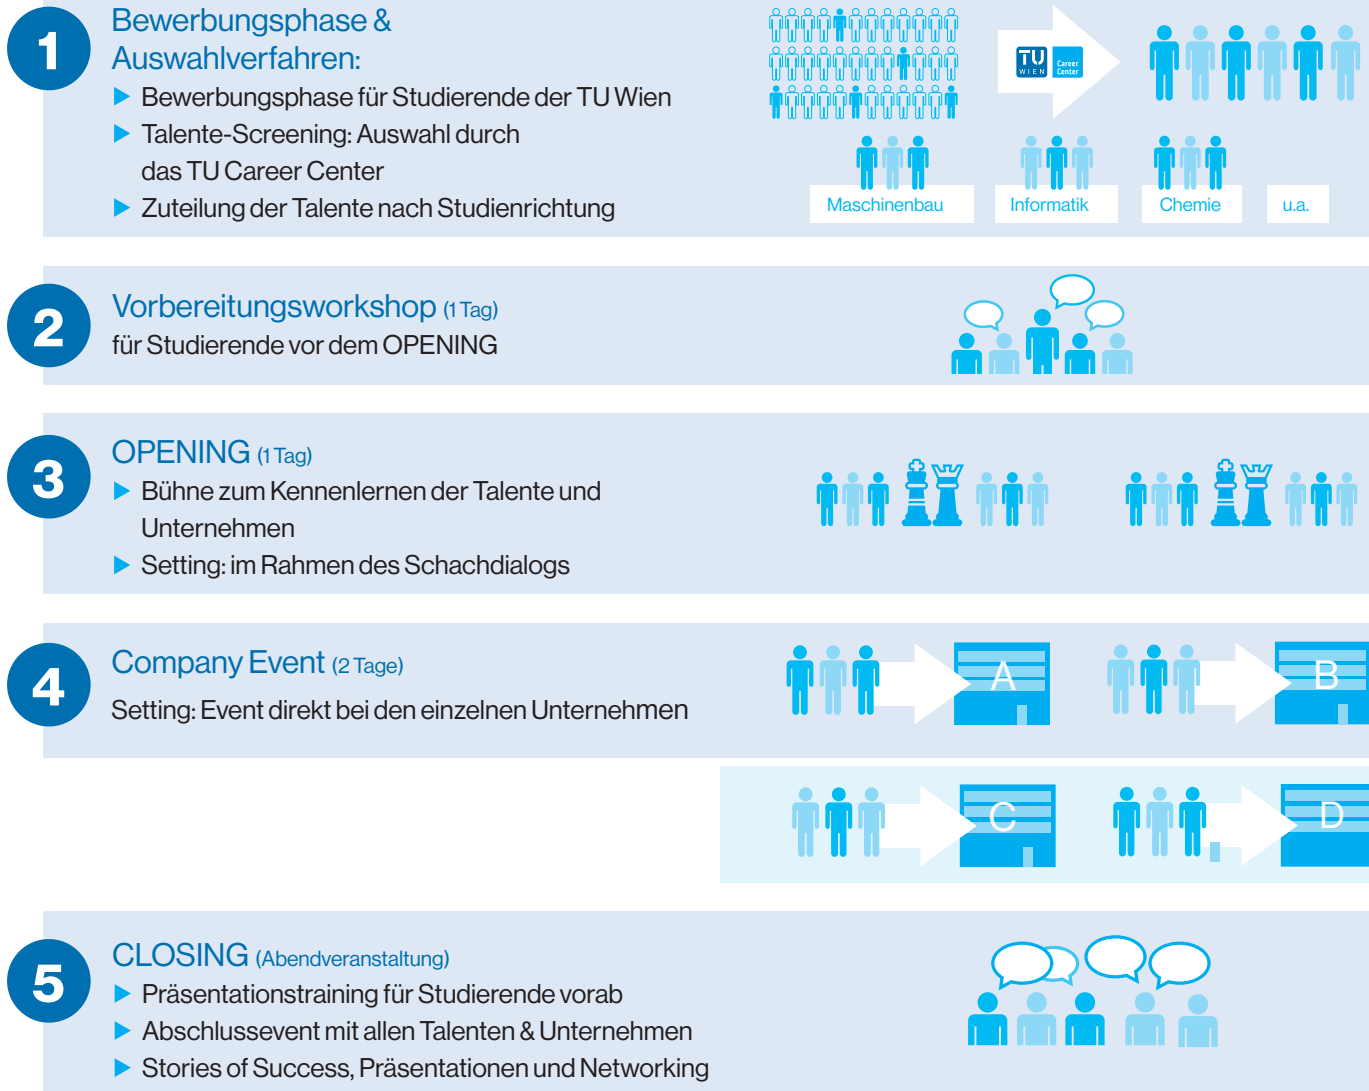 1
Bewerbungsphase &
Auswahlverfahren:
Bewerbungsphase für Studierende der TU Wien
Talente-Screening: Auswahl durch
das TU Career Center
Zuteilung der Talente nach Studienrichtung
TU
WIEN
Career
Center
Maschinenbau
Informatik
Chemie
u.a.
2
Vorbereitungsworkshop (1 Tag)
für Studierende vor dem OPENING
3
OPENING (1 Tag)
Bühne zum Kennenlernen der Talente und
Unternehmen
Setting: im Rahmen des Schachdialogs
4
Company Event (2 Tage)
Setting: Event direkt bei den einzelnen Unternehmen
A
B
C
D
5
CLOSING (Abendveranstaltung)
Präsentationstraining für Studierende vorab
Abschlussevent mit allen Talenten & Unternehmen
Stories of Success, Präsentationen und Networking